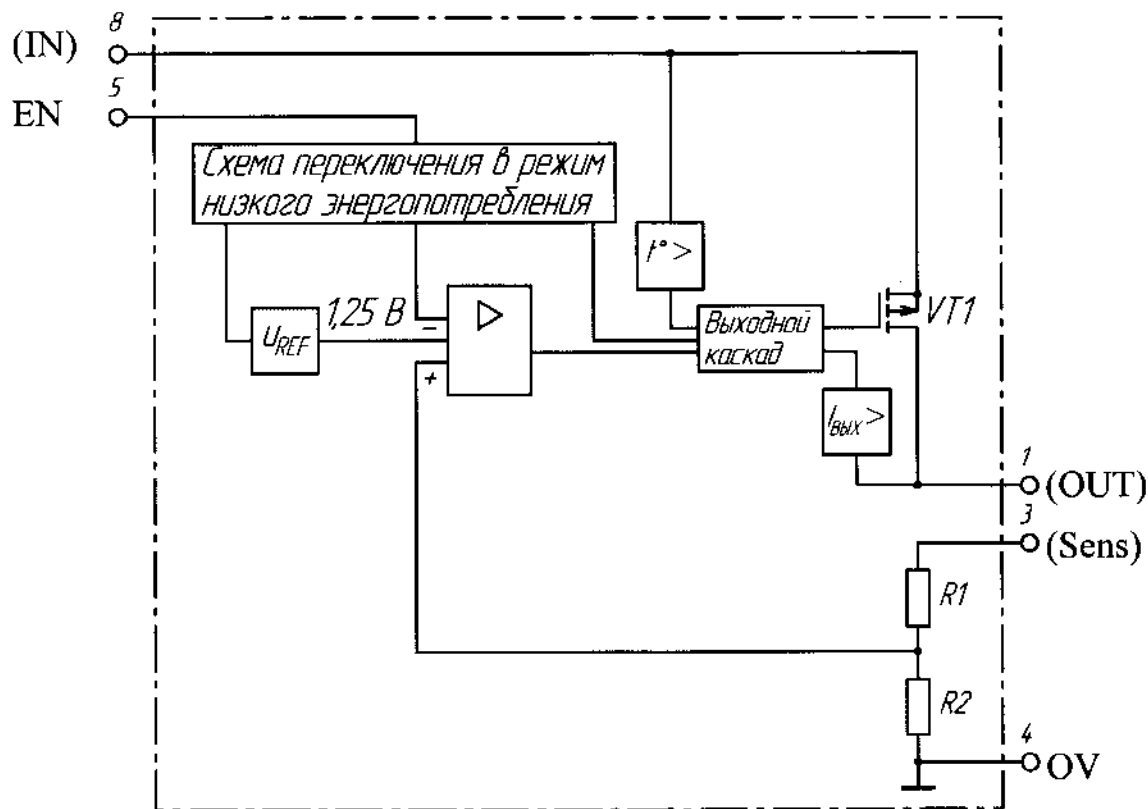 8
(IN)
5
EN
Схема переключения в режим
низкого энергопотребления
t° >
1,25 В
−
U_REF
▷
+
Выходной
каскад
VT1
I_ВЫХ >
1
(OUT)
3
(Sens)
R1
R2
4
OV